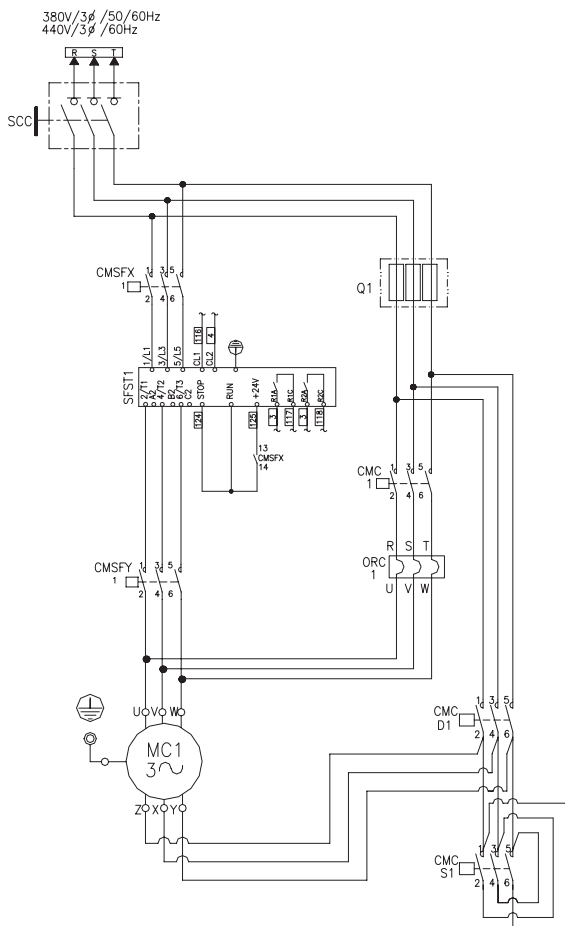 380V/3ø /50/60Hz
440V/3ø /60Hz
R S T
SCC
CMSFX
1
1 3 5
2 4 6
Q1
1/L1 3/L3 5/L5 CL1 116 CL2 4
SFST1
2/T1 A2 4/T2 B2 6/T3 C2 STOP RUN +24V R1A R1C R2A R2C
124 125 3 117 3 118
13
CMSFX
14
CMC
1
1 3 5
2 4 6
R S T
ORC
1
U V W
CMSFY
1
1 3 5
2 4 6
U V W
MC1
3
Z X Y
CMC
D1
1 3 5
2 4 6
CMC
S1
1 3 5
2 4 6